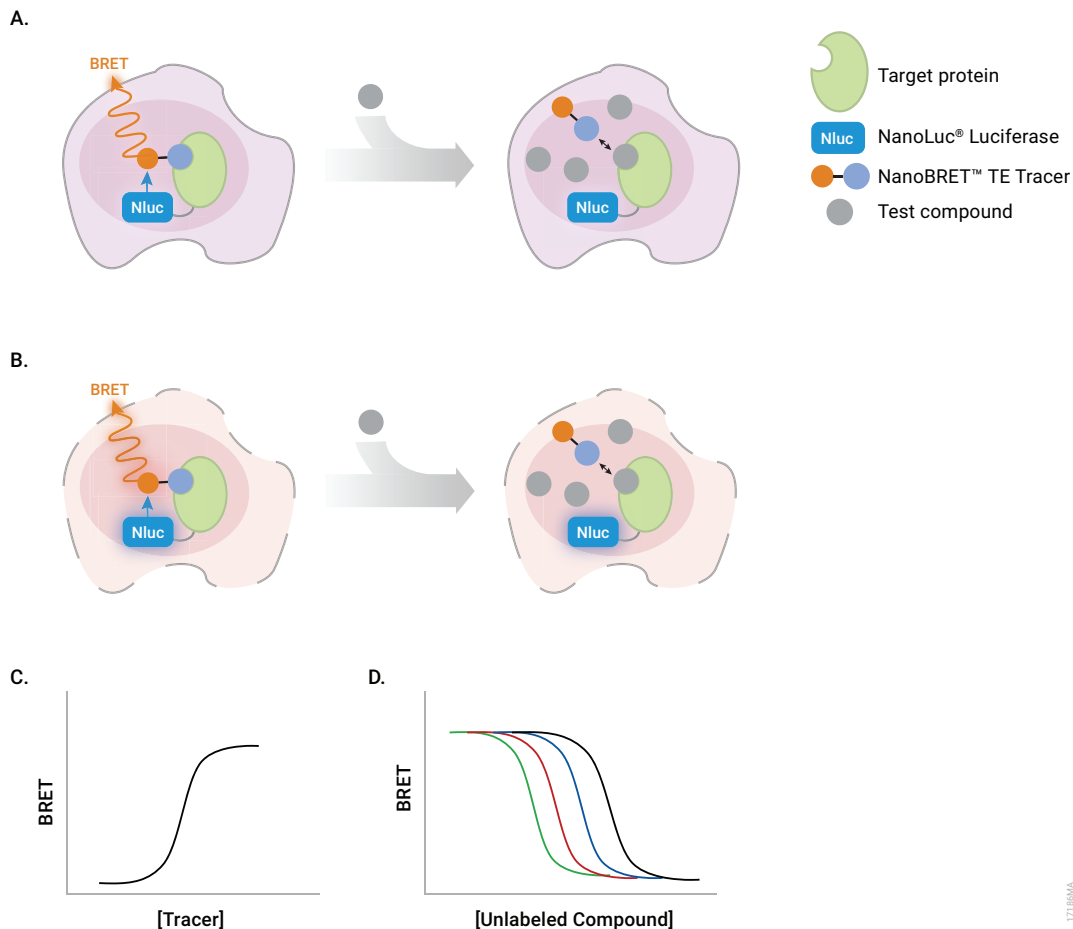 A.
BRET
Target protein
Nluc
NanoLuc® Luciferase
NanoBRET™ TE Tracer
Test compound
Nluc
Nluc
B.
BRET
Nluc
Nluc
C.
BRET
[Tracer]
D.
BRET
[Unlabeled Compound]
17186MA